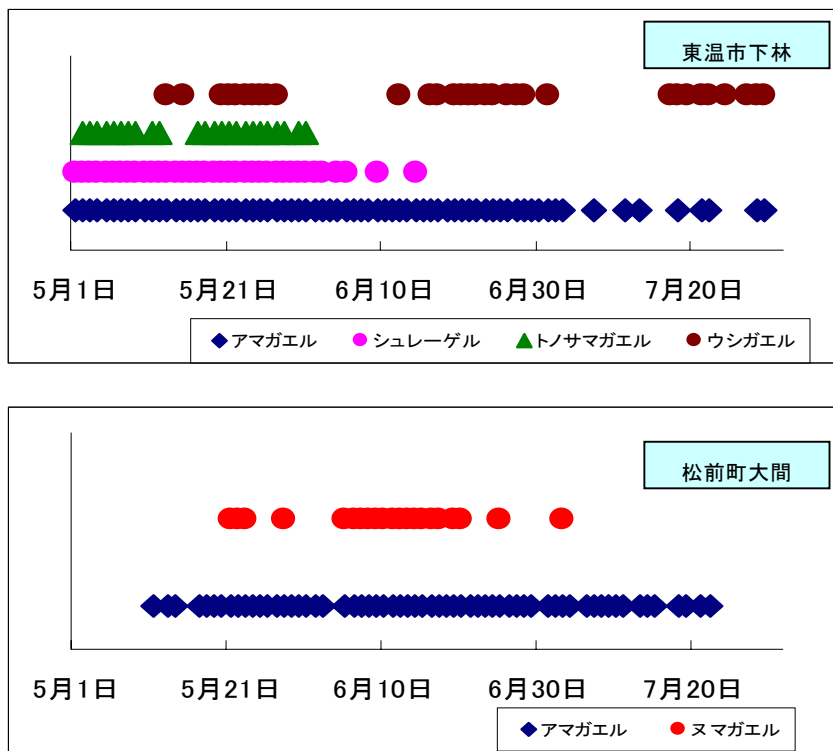 東温市下林
5月1日 5月21日 6月10日 6月30日 7月20日
アマガエル シュレーゲル トノサマガエル ウシガエル
松前町大間
5月1日 5月21日 6月10日 6月30日 7月20日
アマガエル ヌマガエル